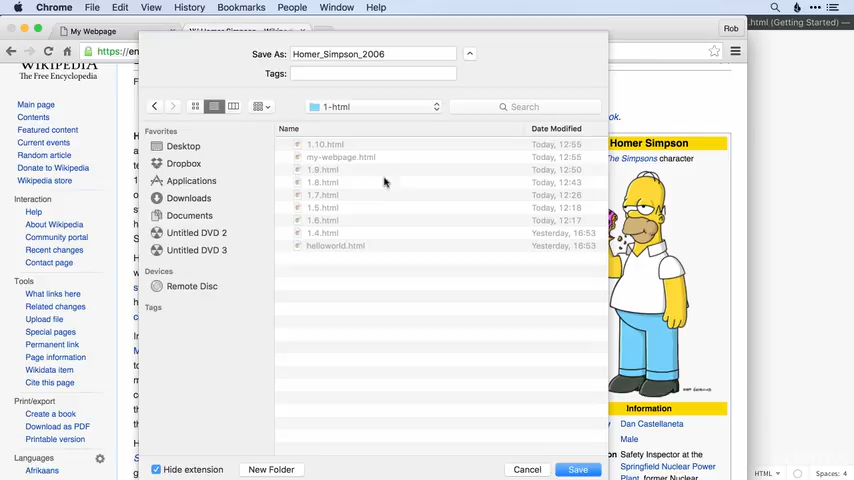 Chrome File Edit View History Bookmarks People Window Help
My Webpage
Rob
.html (Getting Started)
https://en
WIKIPEDIA
The Free Encyclopedia
Main page
Contents
Featured content
Current events
Random article
Donate to Wikipedia
Wikipedia store
Interaction
Help
About Wikipedia
Community portal
Recent changes
Contact page
Tools
What links here
Related changes
Upload file
Special pages
Permanent link
Page information
Wikidata item
Cite this page
Print/export
Create a book
Download as PDF
Printable version
Languages
Afrikaans
Save As: Homer_Simpson_2006
Tags:
1-html
Search
Favorites
Desktop
Dropbox
Applications
Downloads
Documents
Untitled DVD 2
Untitled DVD 3
Devices
Remote Disc
Tags
Name Date Modified
1.10.html Today, 12:55
my-webpage.html Today, 12:55
1.9.html Today, 12:50
1.8.html Today, 12:43
1.7.html Today, 12:26
1.5.html Today, 12:18
1.6.html Today, 12:17
1.4.html Yesterday, 16:53
helloworld.html Yesterday, 16:53
Hide extension
New Folder
Cancel
Save
Homer Simpson
The Simpsons character
Information
Dan Castellaneta
Male
Safety Inspector at the
Springfield Nuclear Power
HTML
Spaces: 4